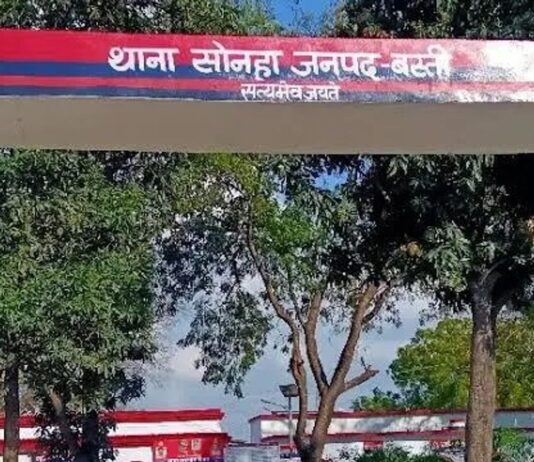 थाना सोनहा जनपद-बस्ती
सत्यमेव जयते